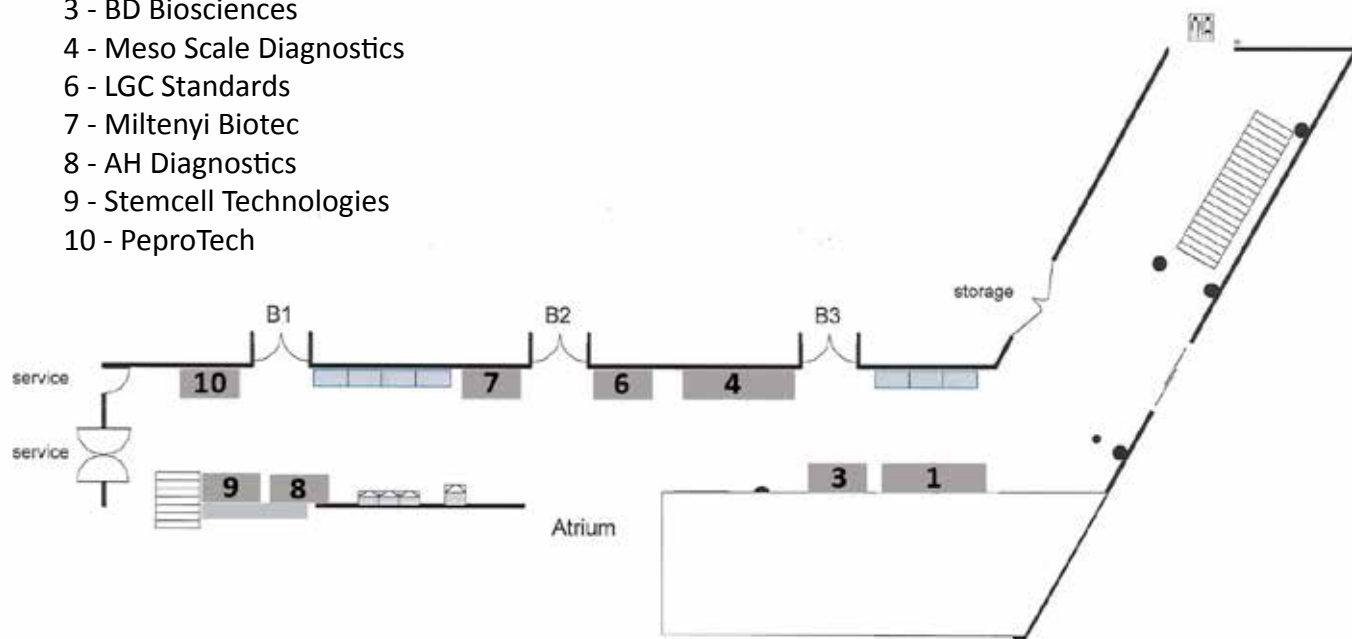 3 - BD Biosciences
4 - Meso Scale Diagnostics
6 - LGC Standards
7 - Miltenyi Biotec
8 - AH Diagnostics
9 - Stemcell Technologies
10 - PeproTech
storage
B1
B2
B3
service
10
7
6
4
service
9
8
3
1
Atrium